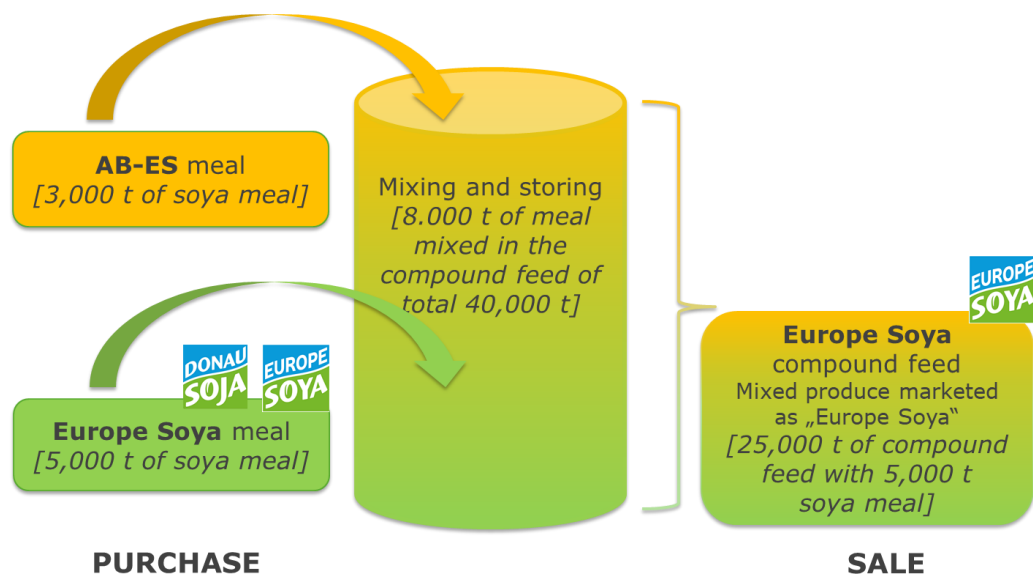 AB-ES meal
[3,000 t of soya meal]
Mixing and storing
[8.000 t of meal
mixed in the
compound feed of
total 40,000 t]
DONAU
SOJA
EUROPE
SOYA
Europe Soya meal
[5,000 t of soya meal]
EUROPE
SOYA
Europe Soya
compound feed
Mixed produce marketed
as „Europe Soya“
[25,000 t of compound
feed with 5,000 t
soya meal]
PURCHASE
SALE